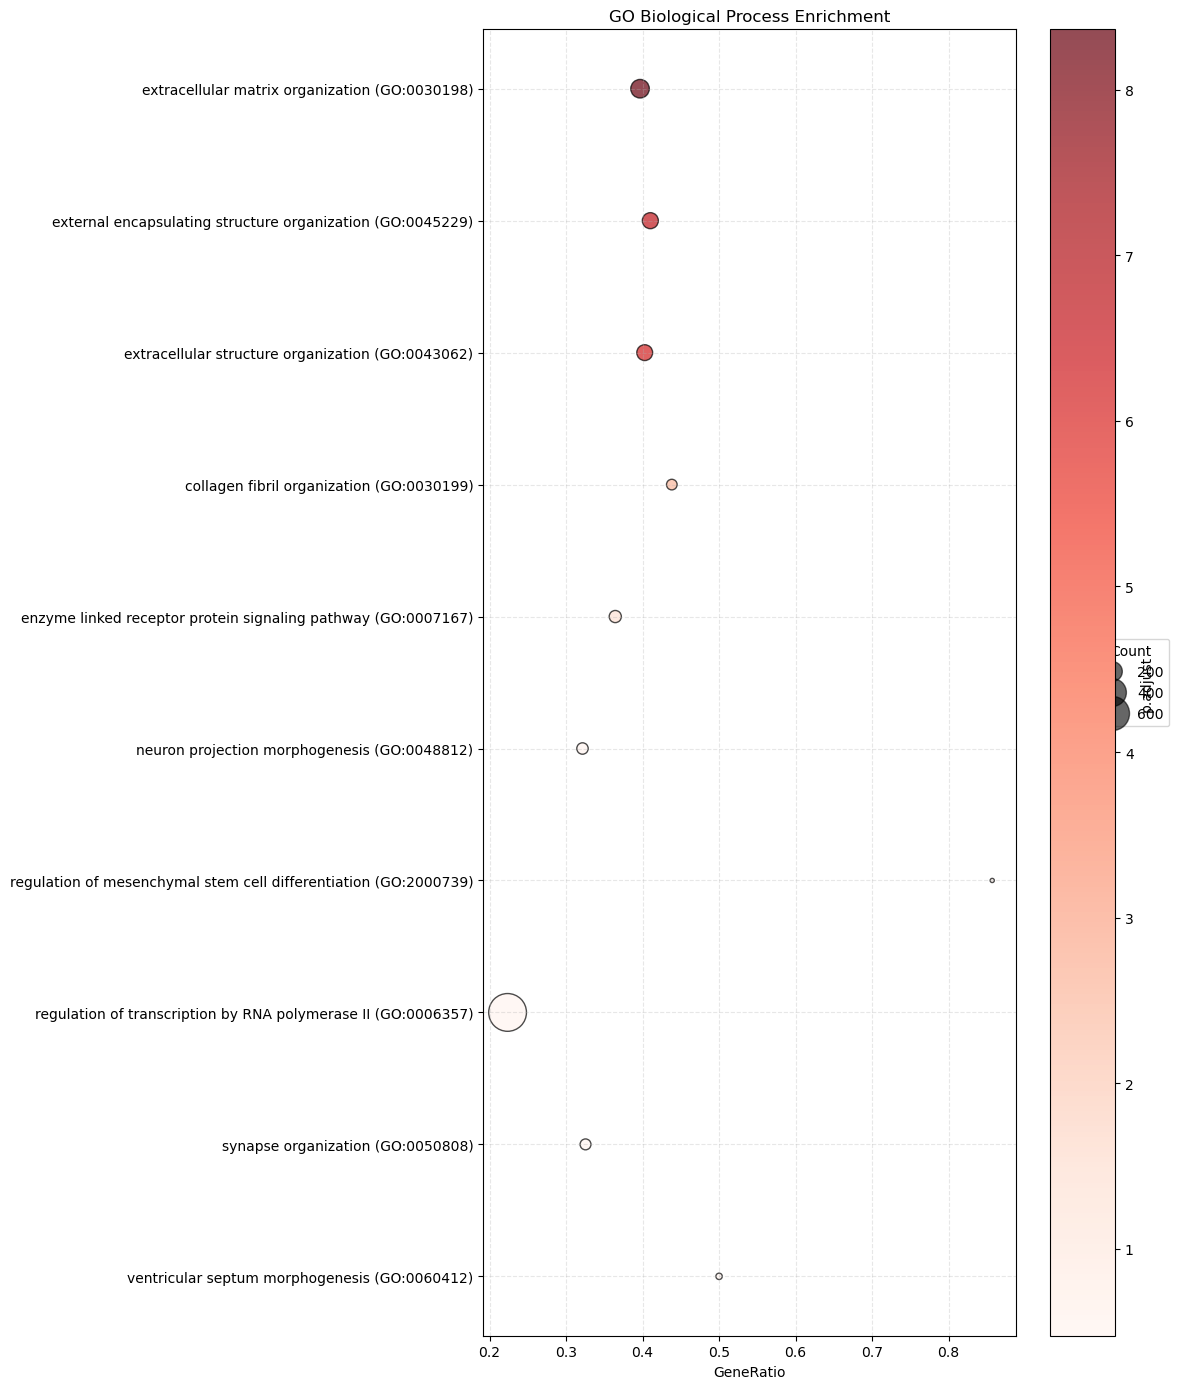 GO Biological Process Enrichment
extracellular matrix organization (GO:0030198)
external encapsulating structure organization (GO:0045229)
extracellular structure organization (GO:0043062)
collagen fibril organization (GO:0030199)
enzyme linked receptor protein signaling pathway (GO:0007167)
neuron projection morphogenesis (GO:0048812)
regulation of mesenchymal stem cell differentiation (GO:2000739)
regulation of transcription by RNA polymerase II (GO:0006357)
synapse organization (GO:0050808)
ventricular septum morphogenesis (GO:0060412)
0.2 0.3 0.4 0.5 0.6 0.7 0.8
GeneRatio
8
7
6
5
4
3
2
1
p.adjust
Count
200
400
600